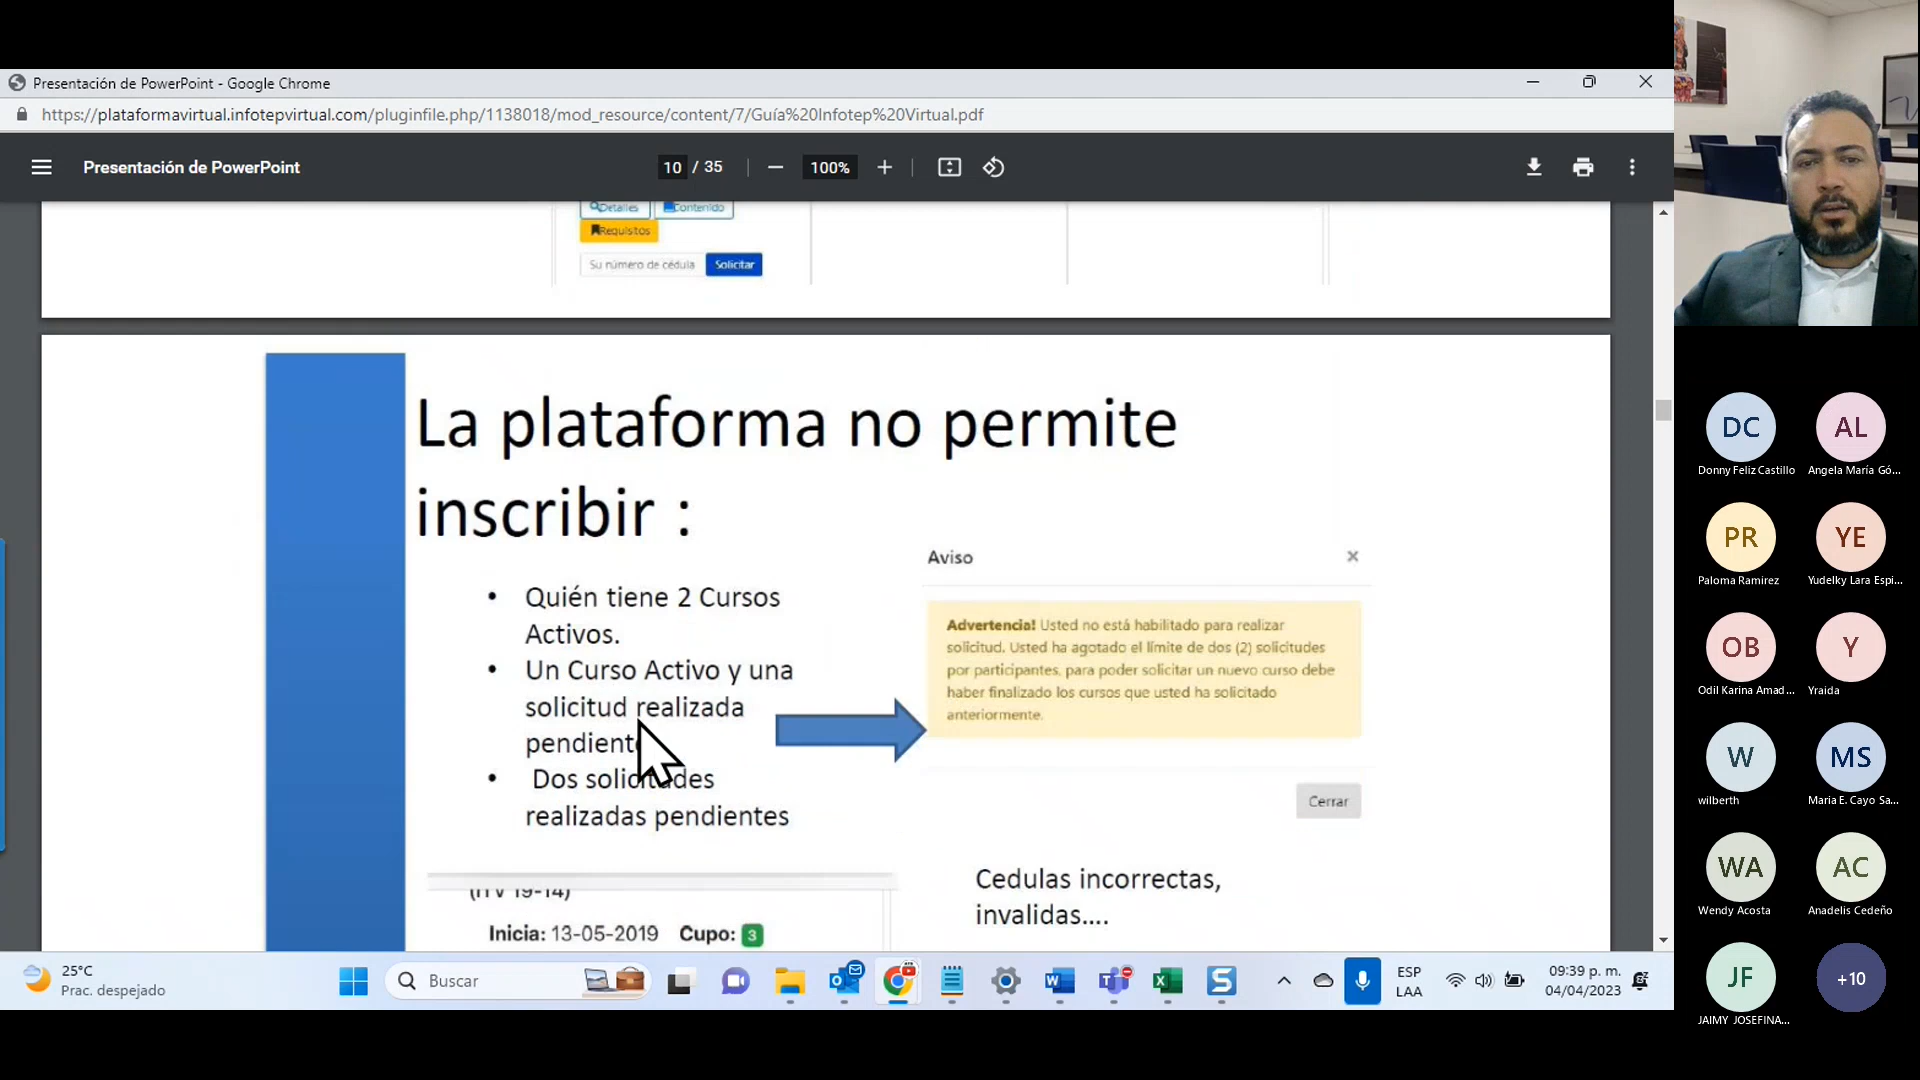 Presentación de PowerPoint - Google Chrome
https://plataformavirtual.infotepvirtual.com/pluginfile.php/1138018/mod_resource/content/7/Guía%20Infotep%20Virtual.pdf
Presentación de PowerPoint
10 / 35
100%
Detalles
Contenido
Requistos
Su número de cédula
Solicitar
La plataforma no permite
inscribir :
• Quién tiene 2 Cursos
Activos.
• Un Curso Activo y una
solicitud realizada
pendiente
• Dos solicitudes
realizadas pendientes
Aviso
Advertencia! Usted no está habilitado para realizar
solicitud. Usted ha agotado el límite de dos (2) solicitudes
por participantes, para poder solicitar un nuevo curso debe
haber finalizado los cursos que usted ha solicitado
anteriormente.
Cerrar
(ITV 19-14)
Inicia: 13-05-2019 Cupo: 3
Cedulas incorrectas,
invalidas....
25°C
Prac. despejado
Buscar
ESP
LAA
09:39 p. m.
04/04/2023
DC
Donny Feliz Castillo
AL
Angela María Gó...
PR
Paloma Ramirez
YE
Yudelky Lara Espi...
OB
Odil Karina Amad...
Y
Yraida
W
wilberth
MS
Maria E. Cayo Sa...
WA
Wendy Acosta
AC
Anadelis Cedeño
JF
JAIMY JOSEFINA...
+10